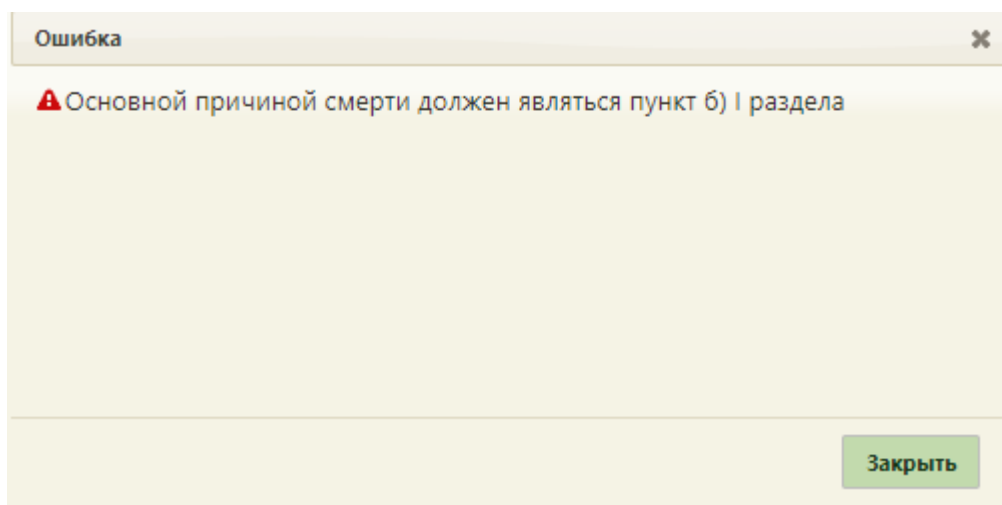 Ошибка
Основной причиной смерти должен являться пункт б) I раздела
Закрыть